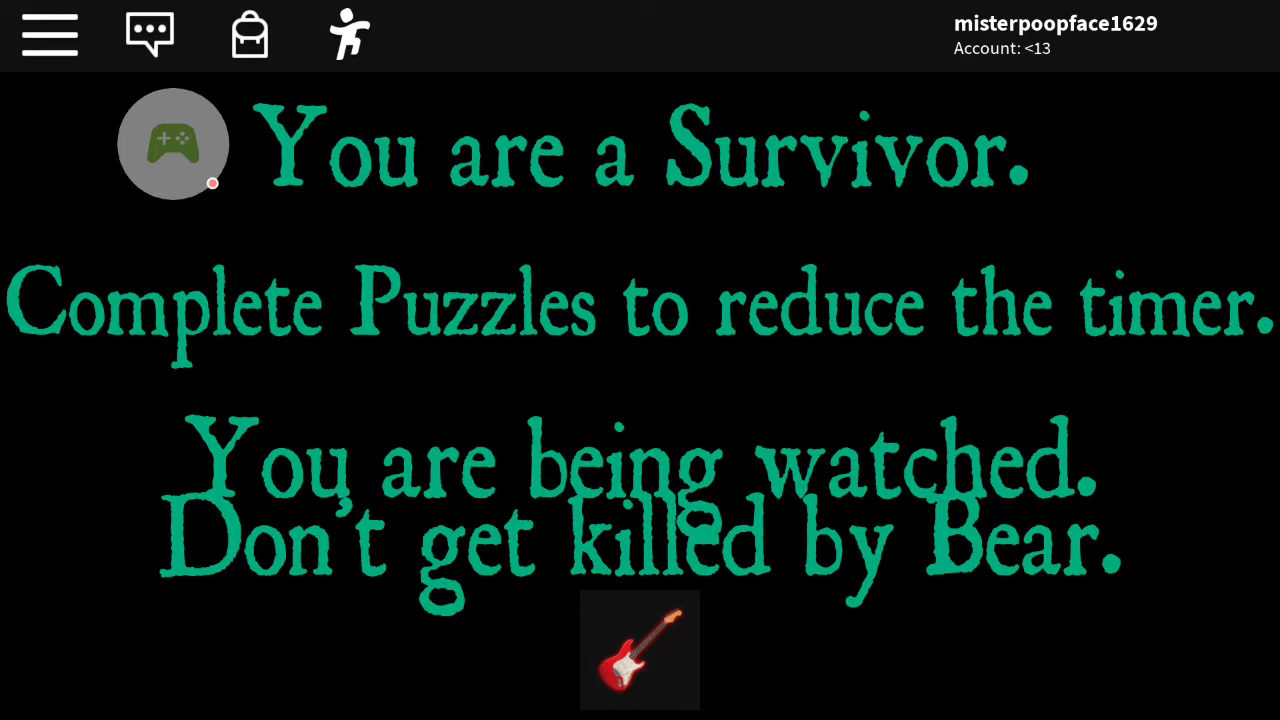 misterpoopface1629
Account: <13
You are a Survivor.
Complete Puzzles to reduce the timer.
You are being watched.
Don't get killed by Bear.